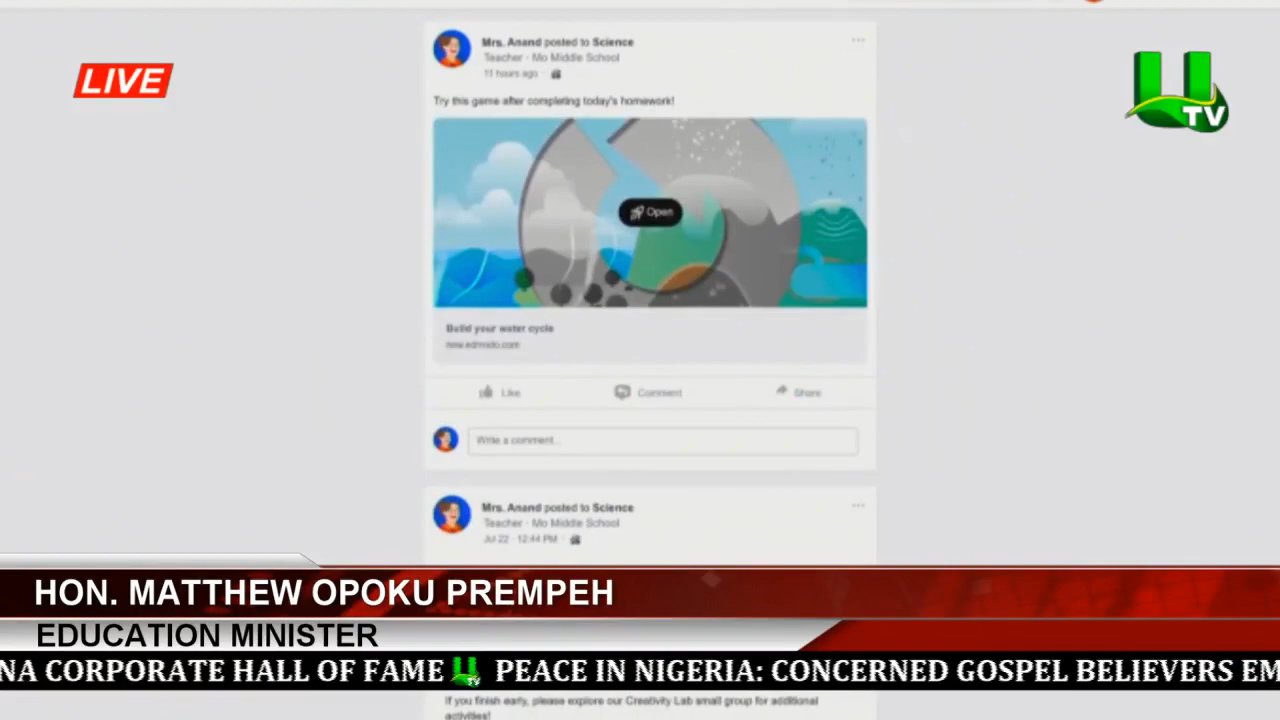 LIVE
U
TV
Mrs. Anand posted to Science
Teacher · Mo Middle School
11 hours ago ·
Try this game after completing today's homework!
Open
Build your water cycle
new.edmodo.com
Like
Comment
Share
Write a comment...
Mrs. Anand posted to Science
Teacher · Mo Middle School
Jul 22 · 12:44 PM ·
HON. MATTHEW OPOKU PREMPEH
EDUCATION MINISTER
NA CORPORATE HALL OF FAME U TV PEACE IN NIGERIA: CONCERNED GOSPEL BELIEVERS EM
If you finish early, please explore our Creativity Lab small group for additional
activities!